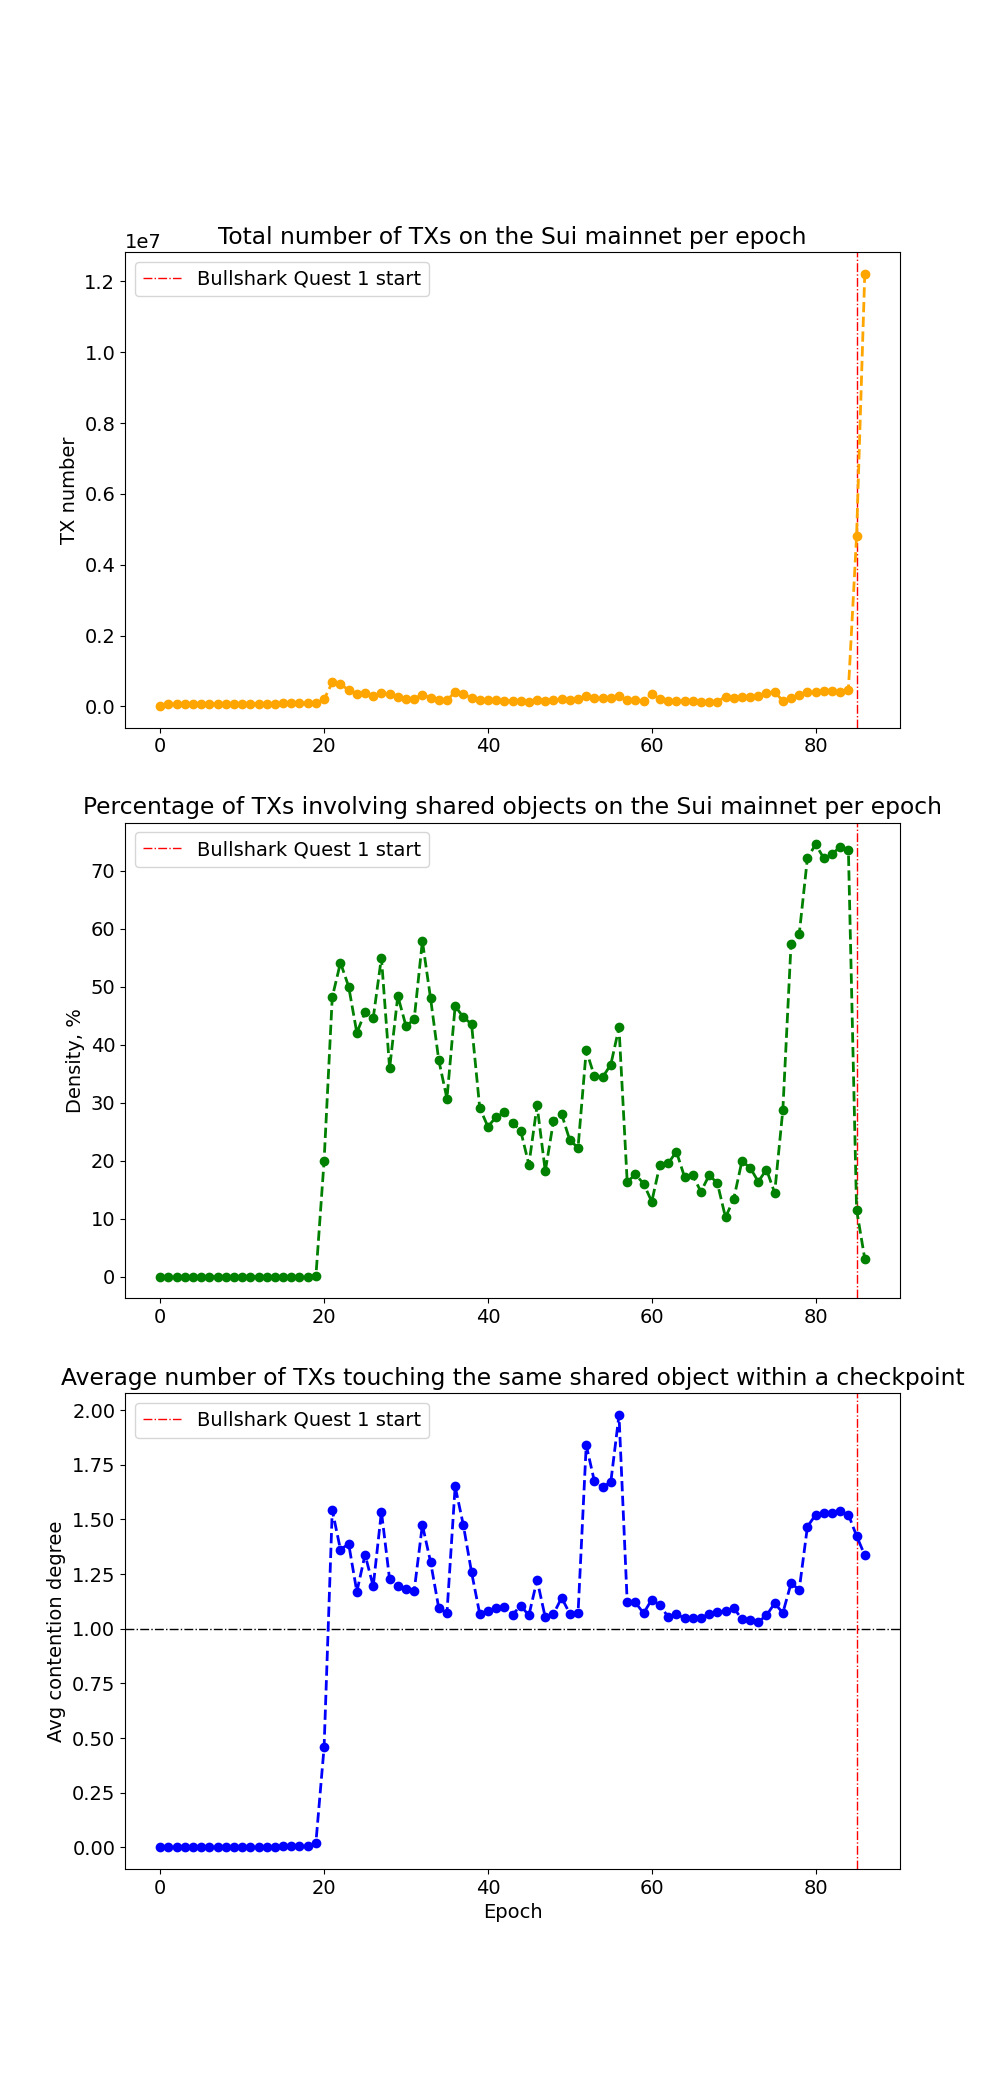 Total number of TXs on the Sui mainnet per epoch
1e7
Bullshark Quest 1 start
1.2
1.0
0.8
0.6
0.4
0.2
0.0
TX number
0 20 40 60 80
Percentage of TXs involving shared objects on the Sui mainnet per epoch
Bullshark Quest 1 start
70
60
50
40
30
20
10
0
Density, %
0 20 40 60 80
Average number of TXs touching the same shared object within a checkpoint
Bullshark Quest 1 start
2.00
1.75
1.50
1.25
1.00
0.75
0.50
0.25
0.00
Avg contention degree
0 20 40 60 80
Epoch